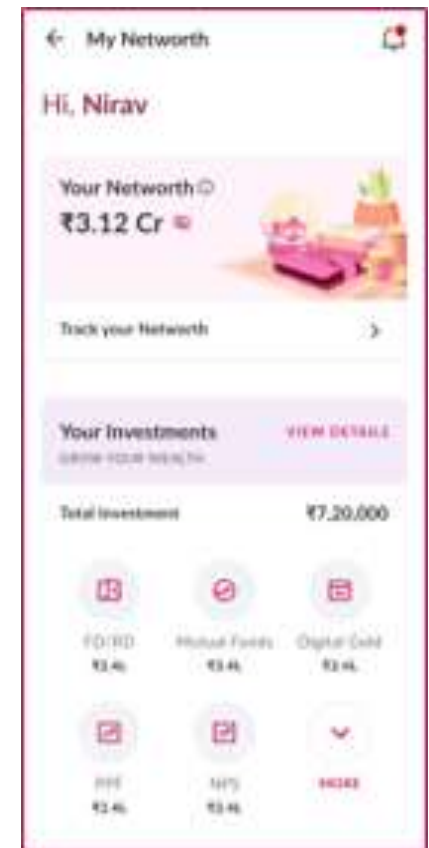 My Networth
Hi, Nirav
Your Networth
₹3.12 Cr
Track your Networth
Your Investments VIEW DETAILS
GROW YOUR WEALTH
Total Investment ₹7,20,000
FD/RD Mutual Funds Digital Gold
PPF NPS MORE